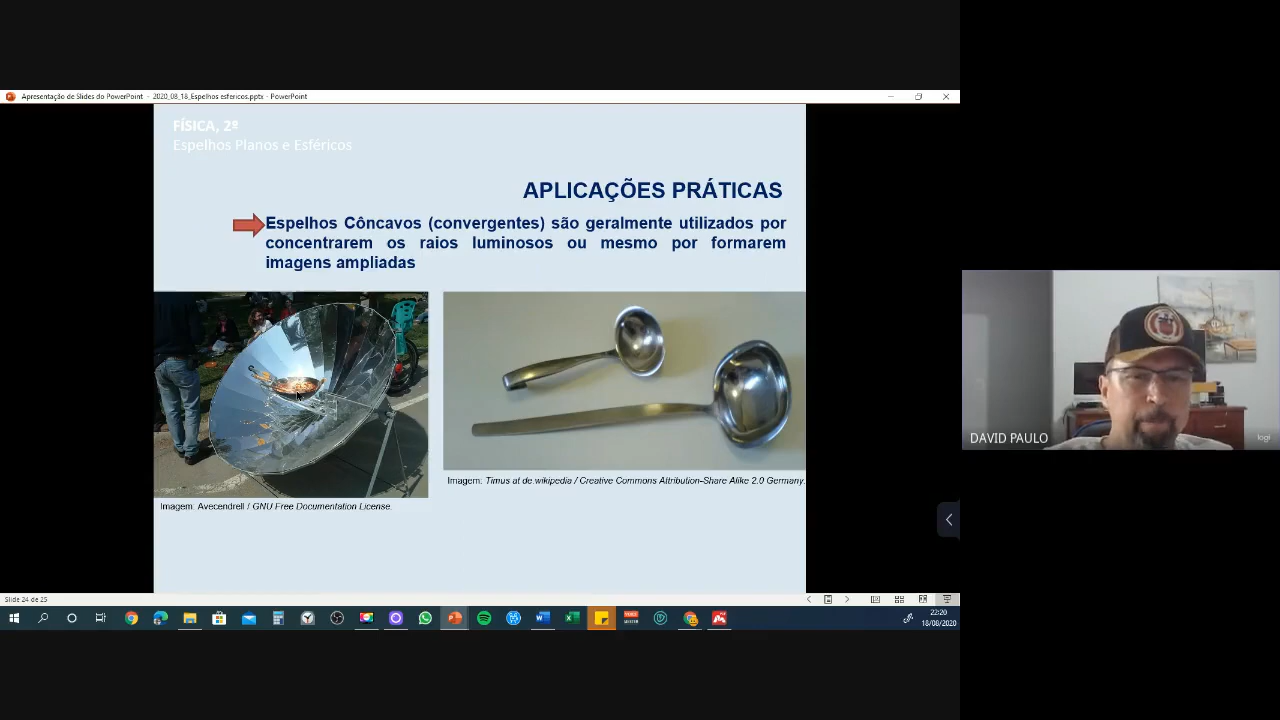 Apresentação de Slides do PowerPoint - 2020_08_18_Espelhos esfericos.pptx - PowerPoint
FÍSICA, 2º
Espelhos Planos e Esféricos
APLICAÇÕES PRÁTICAS
Espelhos Côncavos (convergentes) são geralmente utilizados por
concentrarem os raios luminosos ou mesmo por formarem
imagens ampliadas
Imagem: Timus at de.wikipedia / Creative Commons Attribution-Share Alike 2.0 Germany.
Imagem: Avecendrell / GNU Free Documentation License.
DAVID PAULO
logi
Slide 24 de 25
22:20
18/08/2020